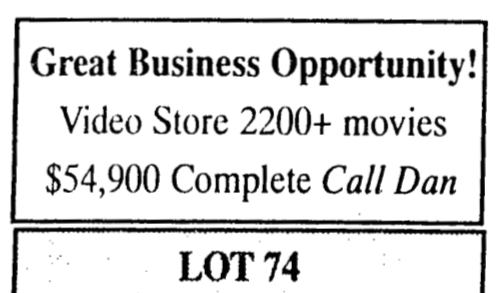 Great Business Opportunity!
Video Store 2200+ movies
$54,900 Complete Call Dan
LOT 74